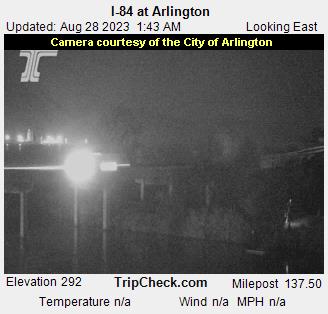 I-84 at Arlington
Updated: Aug 28 2023 1:43 AM Looking East
Camera courtesy of the City of Arlington
Elevation 292 TripCheck.com Milepost 137.50
Temperature n/a Wind n/a MPH n/a